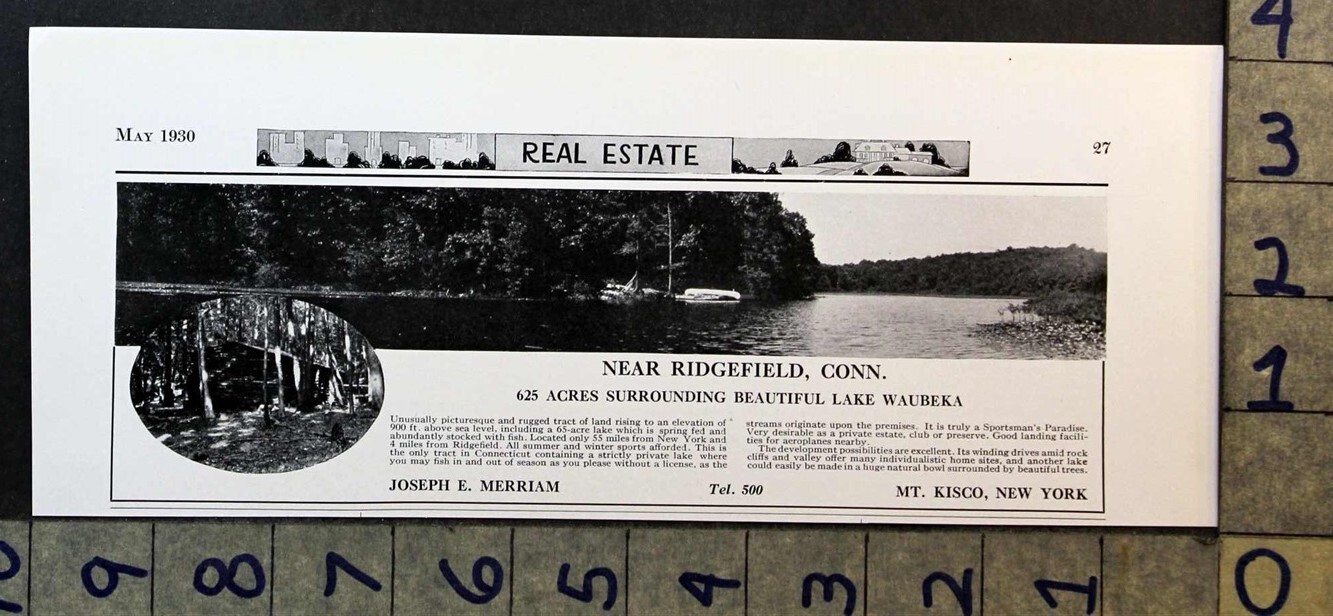 4
May 1930
REAL ESTATE
27
3
2
1
NEAR RIDGEFIELD, CONN.
625 ACRES SURROUNDING BEAUTIFUL LAKE WAUBEKA
Unusually picturesque and rugged tract of land rising to an elevation of
900 ft. above sea level, including a 65-acre lake which is spring fed and
abundantly stocked with fish. Located only 55 miles from New York and
4 miles from Ridgefield. All summer and winter sports afforded. This is
the only tract in Connecticut containing a strictly private lake where
you may fish in and out of season as you please without a license, as the
streams originate upon the premises. It is truly a Sportsman's Paradise.
Very desirable as a private estate, club or preserve. Good landing facili-
ties for aeroplanes nearby.
The development possibilities are excellent. Its winding drives amid rock
cliffs and valley offer many individualistic home sites, and another lake
could easily be made in a huge natural bowl surrounded by beautiful trees.
JOSEPH E. MERRIAM Tel. 500 MT. KISCO, NEW YORK
10 9 8 7 6 5 4 3 2 1 0